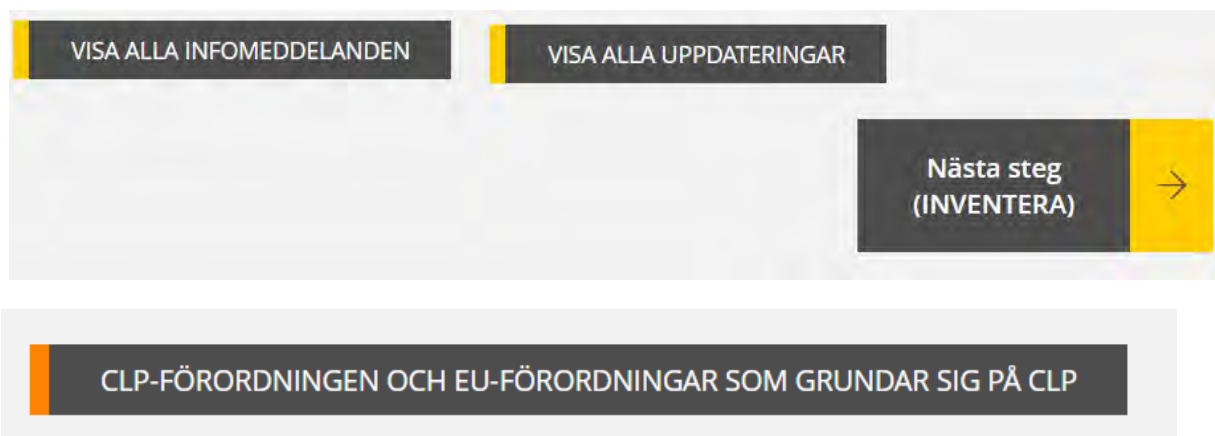 VISA ALLA INFOMEDDELANDEN
VISA ALLA UPPDATERINGAR
Nästa steg
(INVENTERA)
CLP-FÖRORDNINGEN OCH EU-FÖRORDNINGAR SOM GRUNDAR SIG PÅ CLP